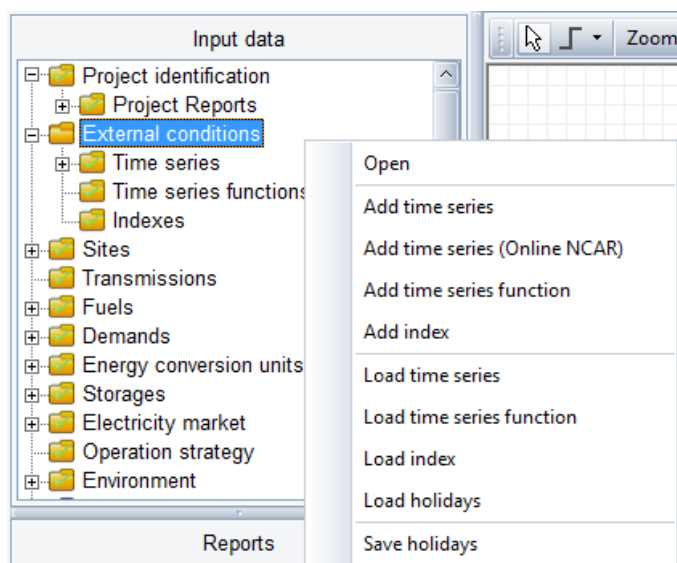 Input data
Zoom
Project identification
Project Reports
External conditions
Time series
Time series functions
Indexes
Sites
Transmissions
Fuels
Demands
Energy conversion units
Storages
Electricity market
Operation strategy
Environment
Reports
Open
Add time series
Add time series (Online NCAR)
Add time series function
Add index
Load time series
Load time series function
Load index
Load holidays
Save holidays